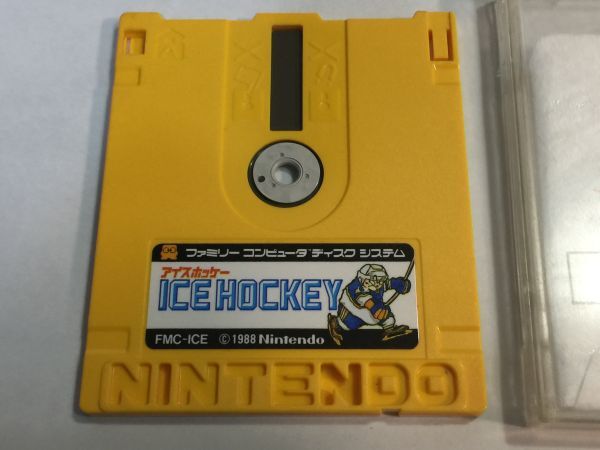 ファミリー コンピュータ ディスク システム
アイスホッケー
ICE HOCKEY
FMC-ICE ©1988 Nintendo
NINTENDO